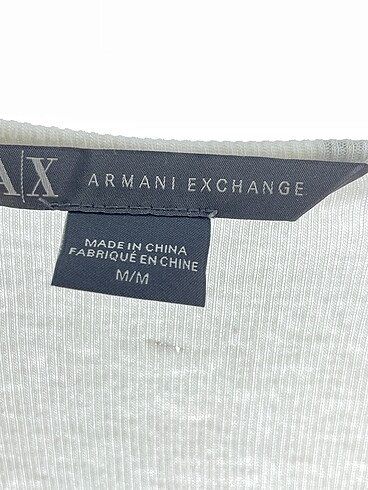 A|X ARMANI EXCHANGE
MADE IN CHINA
FABRIQUÉ EN CHINE
M/M